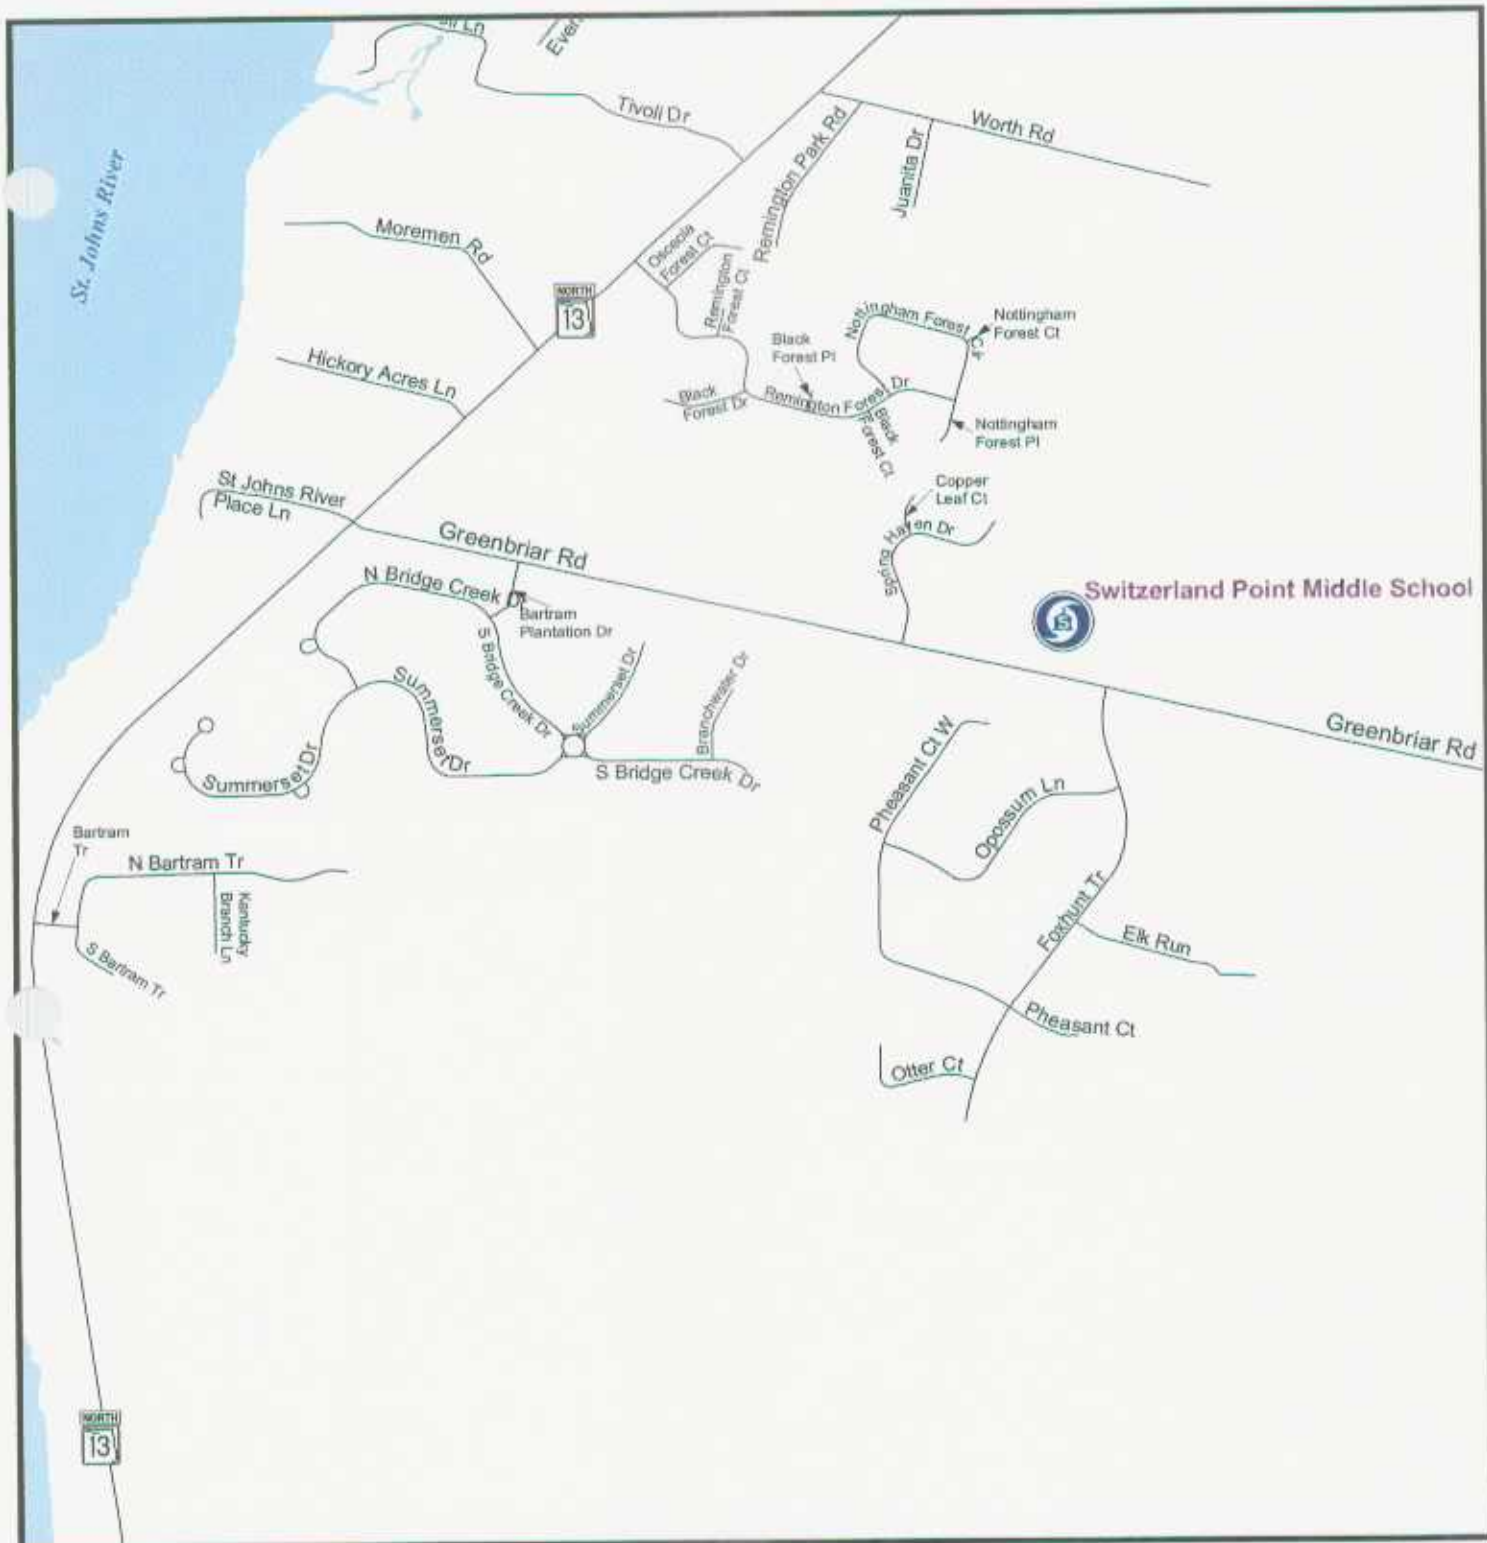 Ln
Tivoli Dr
Worth Rd
Remington Park Rd
Juanita Dr
St. Johns River
Moremen Rd
Osceola
Forest Ct
Remington
Forest Ct
NORTH
13
Nottingham Forest Cir
Nottingham
Forest Ct
Black
Forest Pl
Hickory Acres Ln
Black
Forest Dr
Remington Forest Dr
Black
Forest Ct
Nottingham
Forest Pl
Copper
Leaf Ct
St Johns River
Place Ln
Spring Haven Dr
Greenbriar Rd
N Bridge Creek Dr
Bartram
Plantation Dr
Switzerland Point Middle School
S Bridge Creek Dr
Summerset Dr
Branchwater Dr
Summerset Dr
Summerset Dr
S Bridge Creek Dr
Greenbriar Rd
Pheasant Ct W
Opossum Ln
Bartram
Tr
N Bartram Tr
Kentucky
Branch Ln
S Bartram Tr
Foxhunt Tr
Elk Run
Pheasant Ct
Otter Ct
NORTH
13